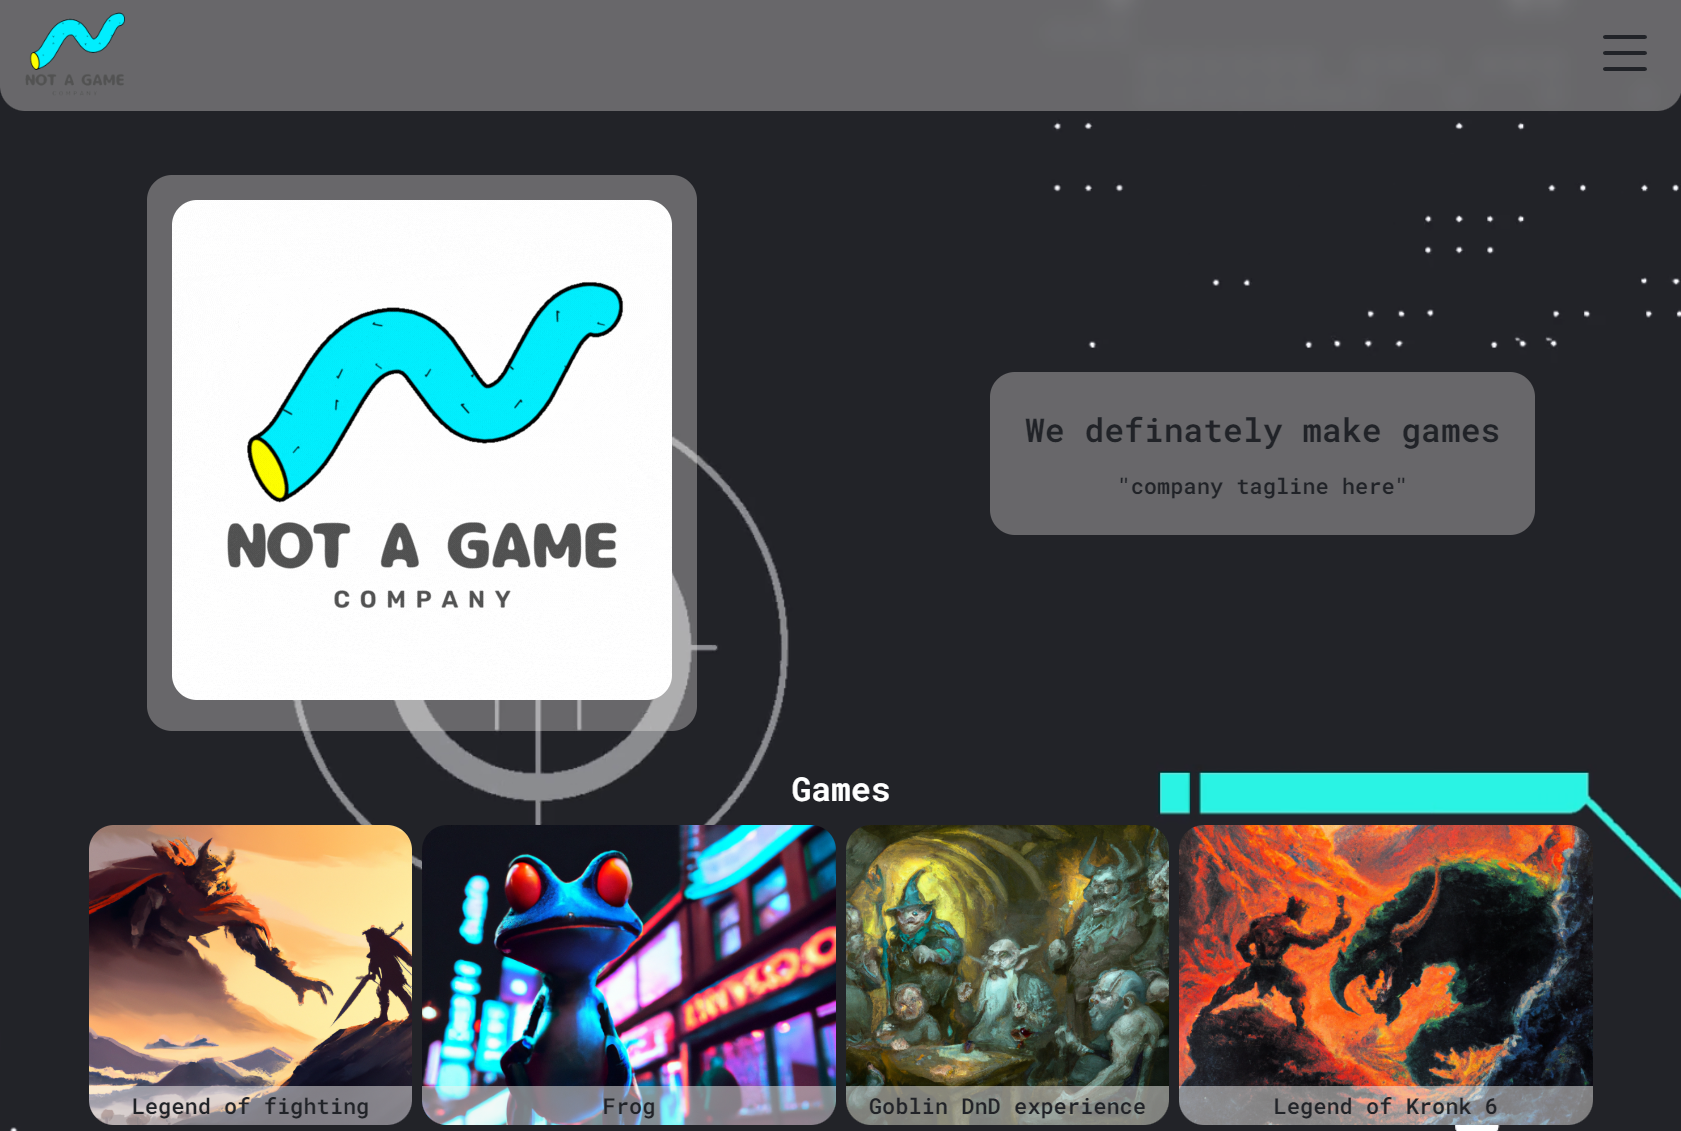 NOT A GAME
COMPANY
NOT A GAME
COMPANY
We definately make games
"company tagline here"
Games
Legend of fighting
Frog
Goblin DnD experience
Legend of Kronk 6